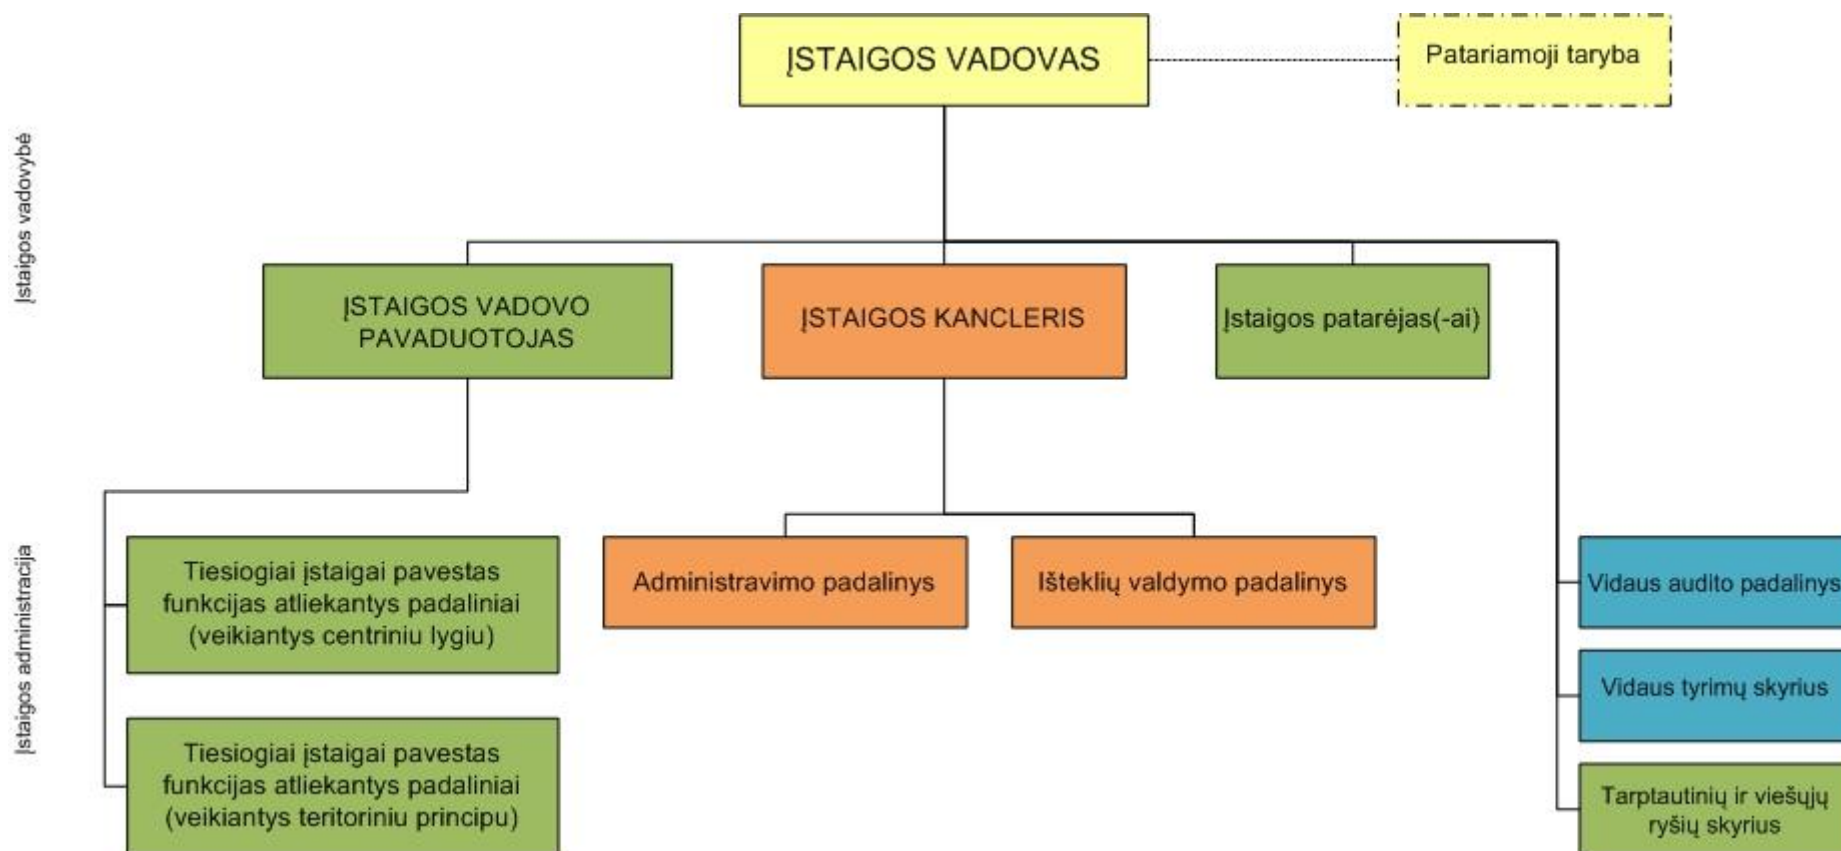 ĮSTAIGOS VADOVAS
Patariamoji taryba
Įstaigos vadovybė
ĮSTAIGOS VADOVO
PAVADUOTOJAS
ĮSTAIGOS KANCLERIS
Įstaigos patarėjas(-ai)
Įstaigos administracija
Tiesiogiai įstaigai pavestas
funkcijas atliekantys padaliniai
(veikiantys centriniu lygiu)
Administravimo padalinys
Išteklių valdymo padalinys
Vidaus audito padalinys
Vidaus tyrimų skyrius
Tiesiogiai įstaigai pavestas
funkcijas atliekantys padaliniai
(veikiantys teritoriniu principu)
Tarptautinių ir viešųjų
ryšių skyrius